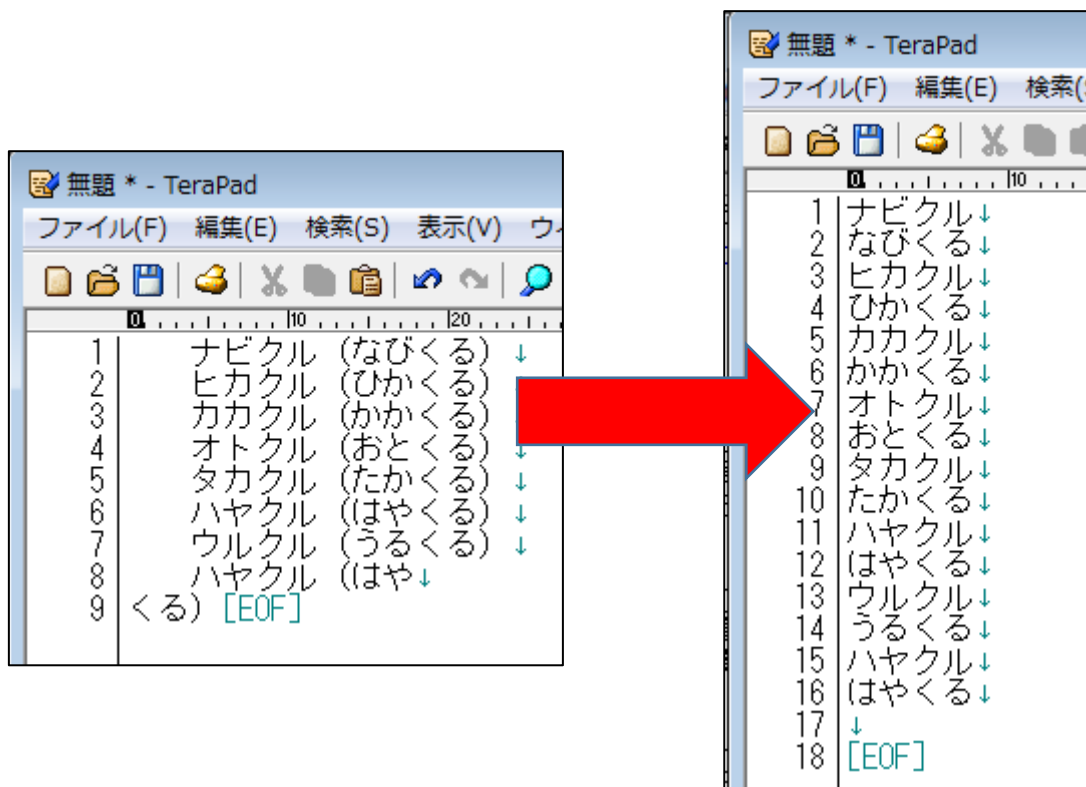 無題 * - TeraPad
ファイル(F) 編集(E) 検索(S) 表示(V)
0 10 20
1 ナビクル (なびくる) ↓
2 ヒカクル (ひかくる)
3 カカクル (かかくる)
4 オトクル (おとくる) ↓
5 タカクル (たかくる) ↓
6 ハヤクル (はやくる) ↓
7 ウルクル (うるくる) ↓
8 ハヤクル (はや↓
9 くる) [EOF]
無題 * - TeraPad
ファイル(F) 編集(E) 検索(
0 10
1 ナビクル↓
2 なびくる↓
3 ヒカクル↓
4 ひかくる↓
5 カカクル↓
6 かかくる↓
7 オトクル↓
8 おとくる↓
9 タカクル↓
10 たかくる↓
11 ハヤクル↓
12 はやくる↓
13 ウルクル↓
14 うるくる↓
15 ハヤクル↓
16 はやくる↓
17 ↓
18 [EOF]